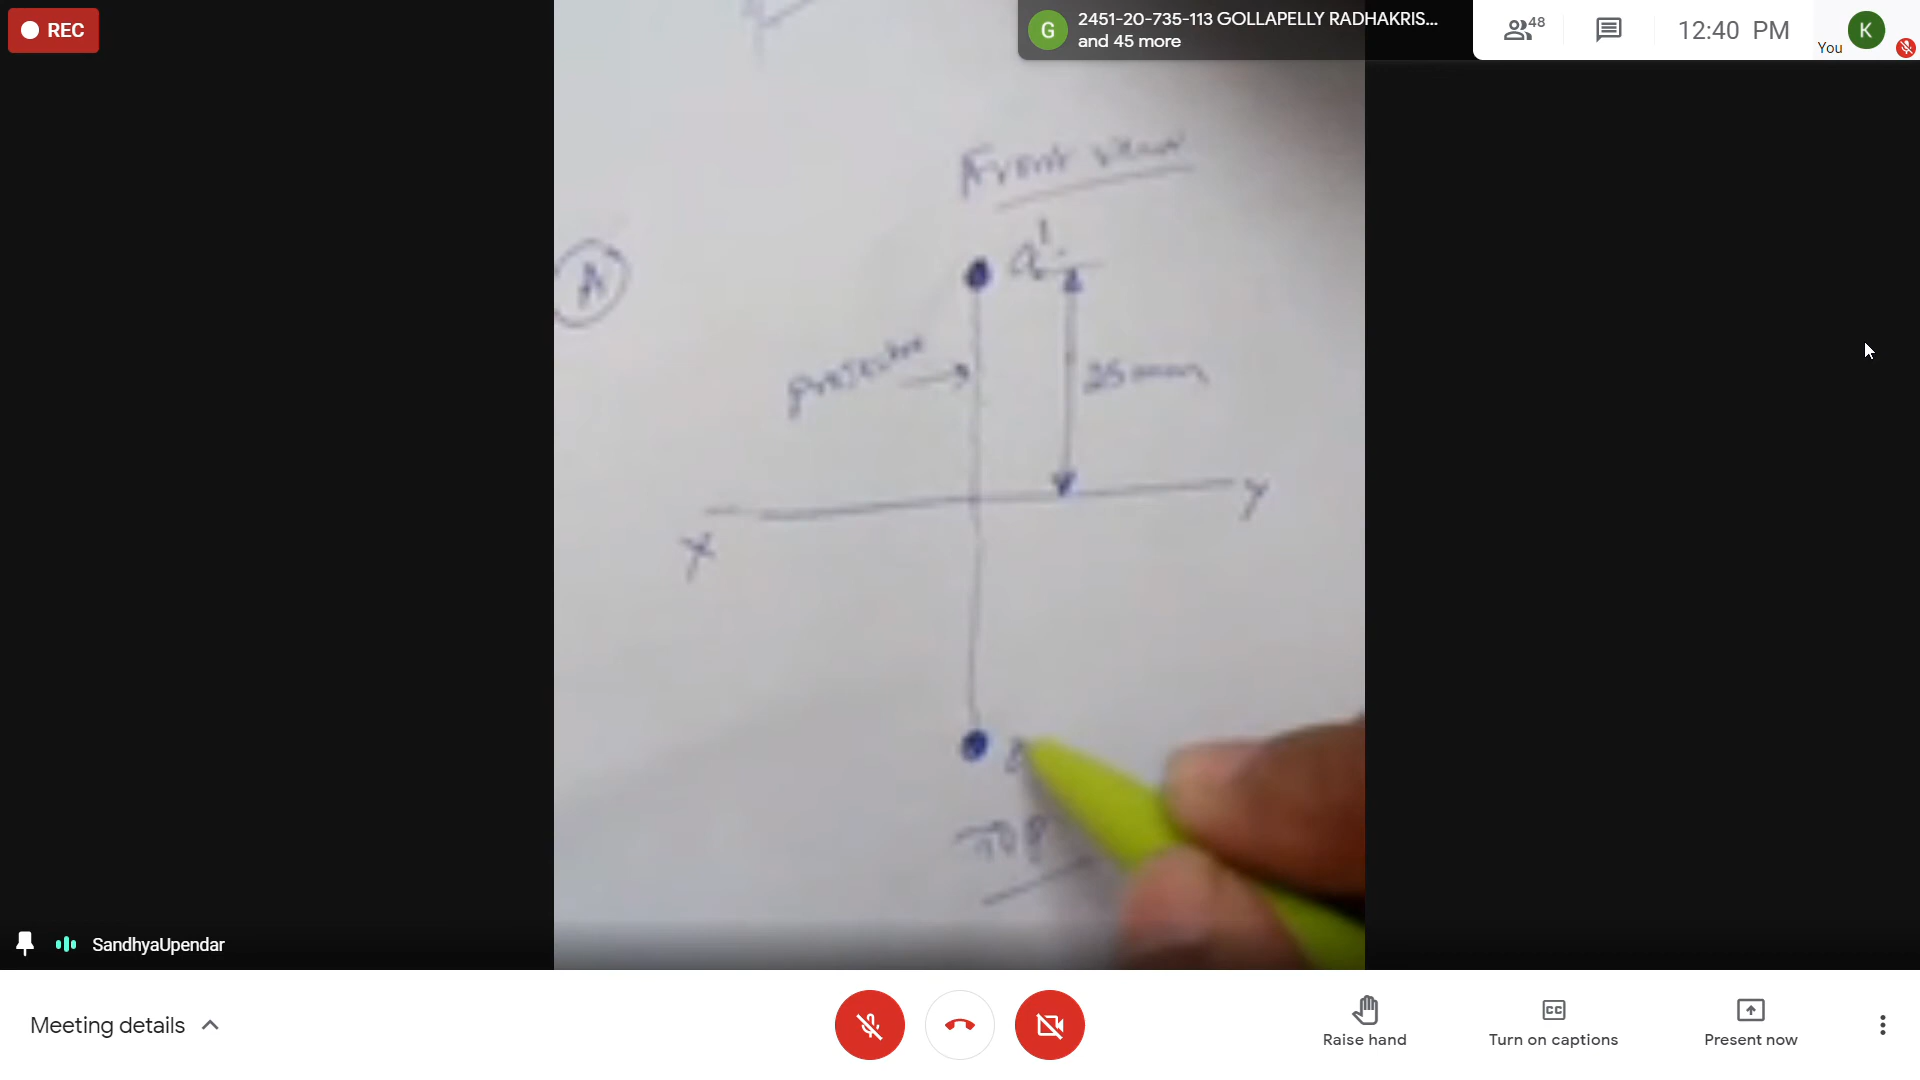 REC
G
2451-20-735-113 GOLLAPELLY RADHAKRIS...
and 45 more
48
12:40 PM
You
K
Front view
A
a'
projector
25 mm
X
Y
TOP
SandhyaUpendar
Meeting details
CC
Raise hand
Turn on captions
Present now